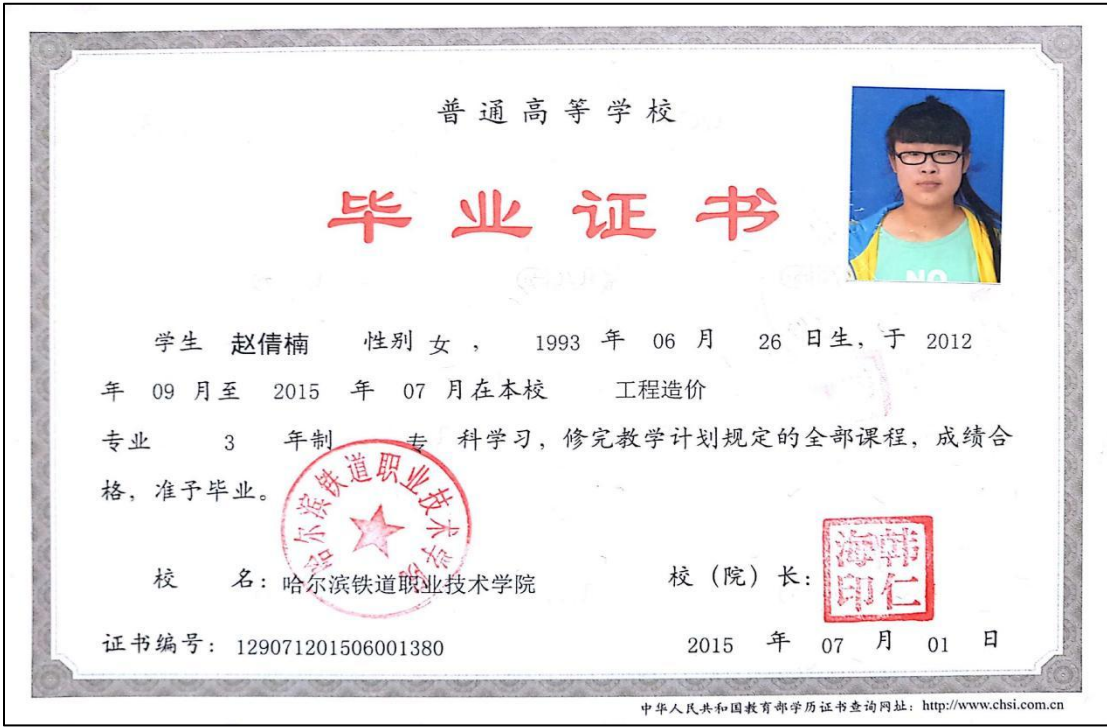 普通高等学校
毕业证书
NO
学生 赵倩楠 性别 女 ， 1993 年 06 月 26 日生，于 2012
年 09 月至 2015 年 07 月在本校 工程造价
专业 3 年制 专 科学习，修完教学计划规定的全部课程，成绩合
格，准予毕业。
哈尔滨铁道职业技术学院
校 名：哈尔滨铁道职业技术学院 校（院）长：
韩仁海印
证书编号：129071201506001380 2015 年 07 月 01 日
中华人民共和国教育部学历证书查询网址：http://www.chsi.com.cn